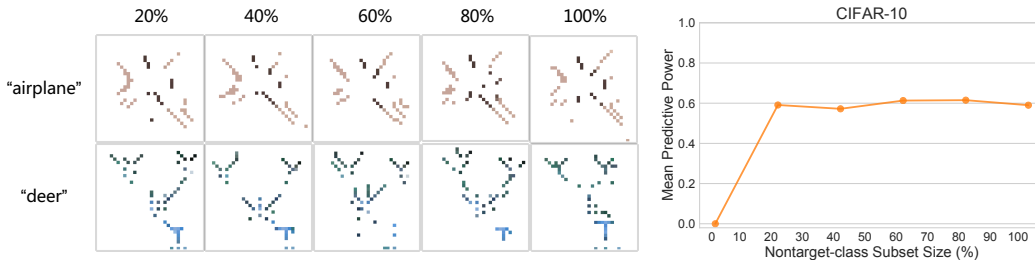 20% 40% 60% 80% 100%
"airplane"
"deer"
CIFAR-10
Mean Predictive Power
1.0
0.8
0.6
0.4
0.2
0.0
0 10 20 30 40 50 60 70 80 90 100
Nontarget-class Subset Size (%)